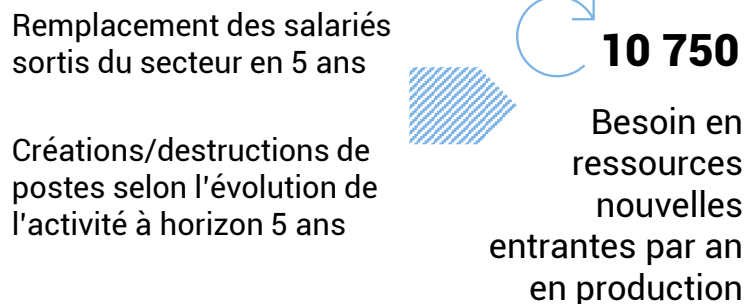 Remplacement des salariés
sortis du secteur en 5 ans
Créations/destructions de
postes selon l'évolution de
l'activité à horizon 5 ans
10 750
Besoin en
ressources
nouvelles
entrantes par an
en production